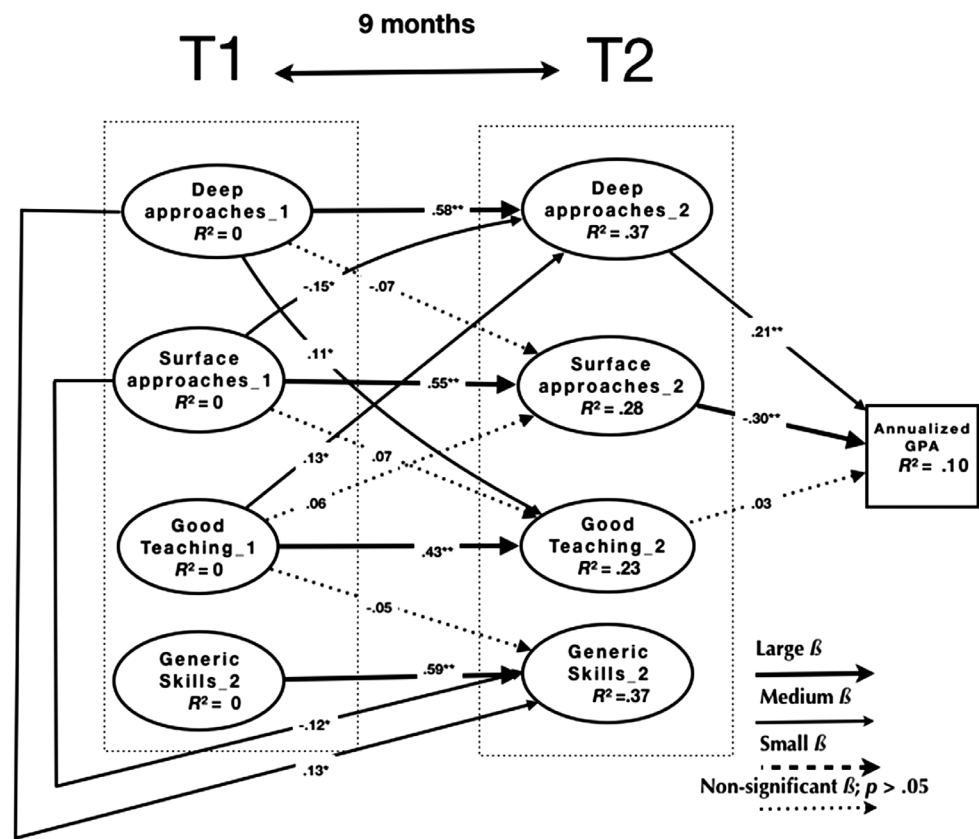 9 months
T1
T2
Deep
approaches_1
R² = 0
Deep
approaches_2
R² = .37
.58**
-.15*
-.07
.11*
.21**
Surface
approaches_1
R² = 0
Surface
approaches_2
R² = .28
.55**
-.30**
Annualized
GPA
R² = .10
.13*
.07
.06
.03
Good
Teaching_1
R² = 0
Good
Teaching_2
R² = .23
.43**
-.05
Generic
Skills_2
R² = 0
Generic
Skills_2
R² =.37
.59**
-.12*
.13*
Large ß
Medium ß
Small ß
Non-significant ß; p > .05